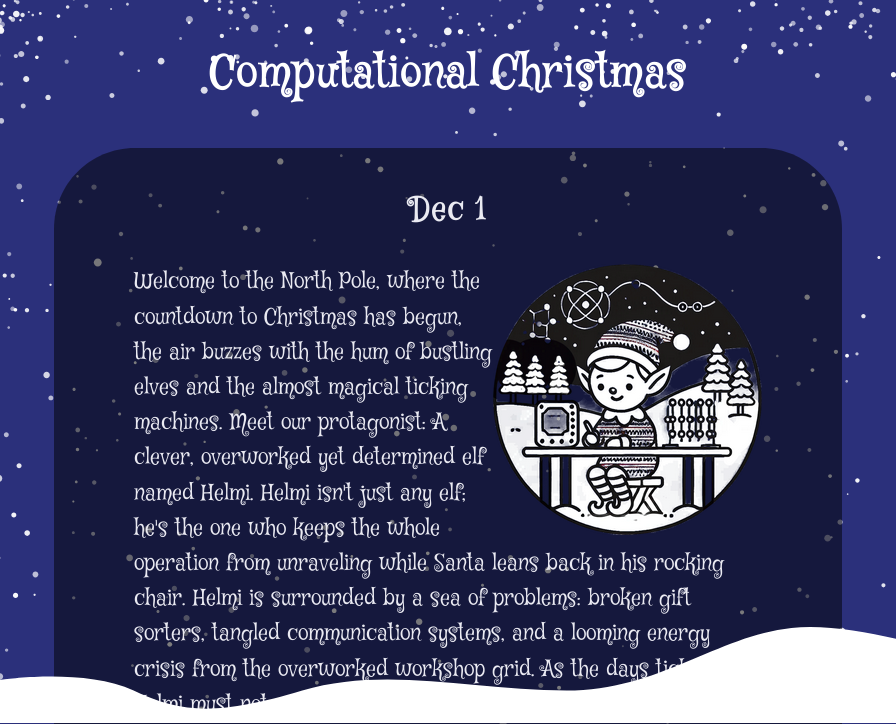 Computational Christmas
Dec 1
Welcome to the North Pole, where the
countdown to Christmas has begun,
the air buzzes with the hum of bustling
elves and the almost magical ticking
machines. Meet our protagonist: A
clever, overworked yet determined elf
named Helmi. Helmi isn't just any elf;
he's the one who keeps the whole
operation from unraveling while Santa leans back in his rocking
chair. Helmi is surrounded by a sea of problems: broken gift
sorters, tangled communication systems, and a looming energy
crisis from the overworked workshop grid. As the days
must